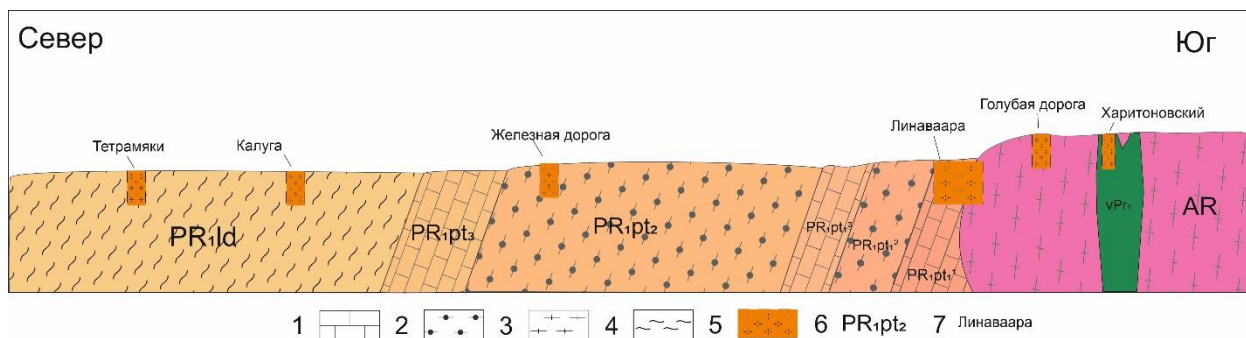 Север
Юг
Тетрамяки
Калуга
Железная дорога
Линаваара
Голубая дорога
Харитоновский
PR₁ld
PR₁pt₃
PR₁pt₂
PR₁pt₁³
PR₁pt₁²
PR₁pt₁¹
νPr₁
AR
1 2 3 4 5 6 PR₁pt₂ 7 Линаваара